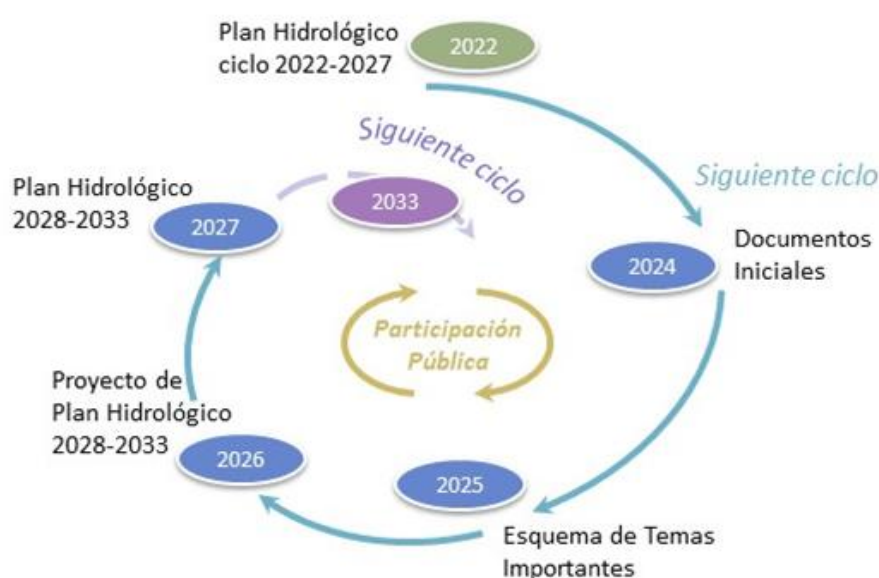 Plan Hidrológico
ciclo 2022-2027
2022
Siguiente ciclo
Siguiente ciclo
Plan Hidrológico
2028-2033
2027
2033
2024
Documentos
Iniciales
Participación
Pública
Proyecto de
Plan Hidrológico
2028-2033
2026
2025
Esquema de Temas
Importantes